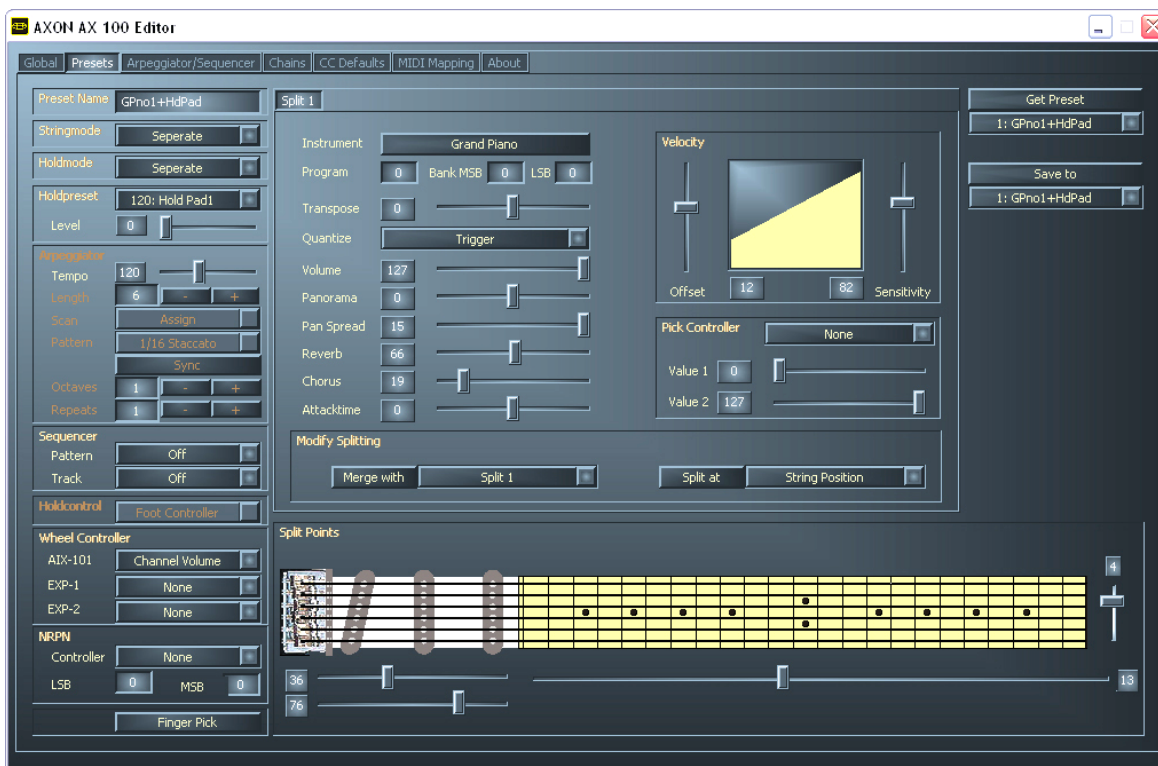 AXON AX 100 Editor
Global Presets Arpeggiator/Sequencer Chains CC Defaults MIDI Mapping About
Preset Name GPno1+HdPad
Stringmode Seperate
Holdmode Seperate
Holdpreset 120: Hold Pad1
Level 0
Arpeggiator
Tempo 120
Length 6 - +
Scan Assign
Pattern 1/16 Staccato
Sync
Octaves 1 - +
Repeats 1 - +
Sequencer
Pattern Off
Track Off
Holdcontrol Foot Controller
Wheel Controller
AIX-101 Channel Volume
EXP-1 None
EXP-2 None
NRPN
Controller None
LSB 0 MSB 0
Finger Pick
Split 1
Instrument Grand Piano
Program 0 Bank MSB 0 LSB 0
Transpose 0
Quantize Trigger
Volume 127
Panorama 0
Pan Spread 15
Reverb 66
Chorus 19
Attacktime 0
Velocity
Offset 12 82 Sensitivity
Pick Controller None
Value 1 0
Value 2 127
Modify Splitting
Merge with Split 1 Split at String Position
Split Points
4
36 13
76
Get Preset
1: GPno1+HdPad
Save to
1: GPno1+HdPad